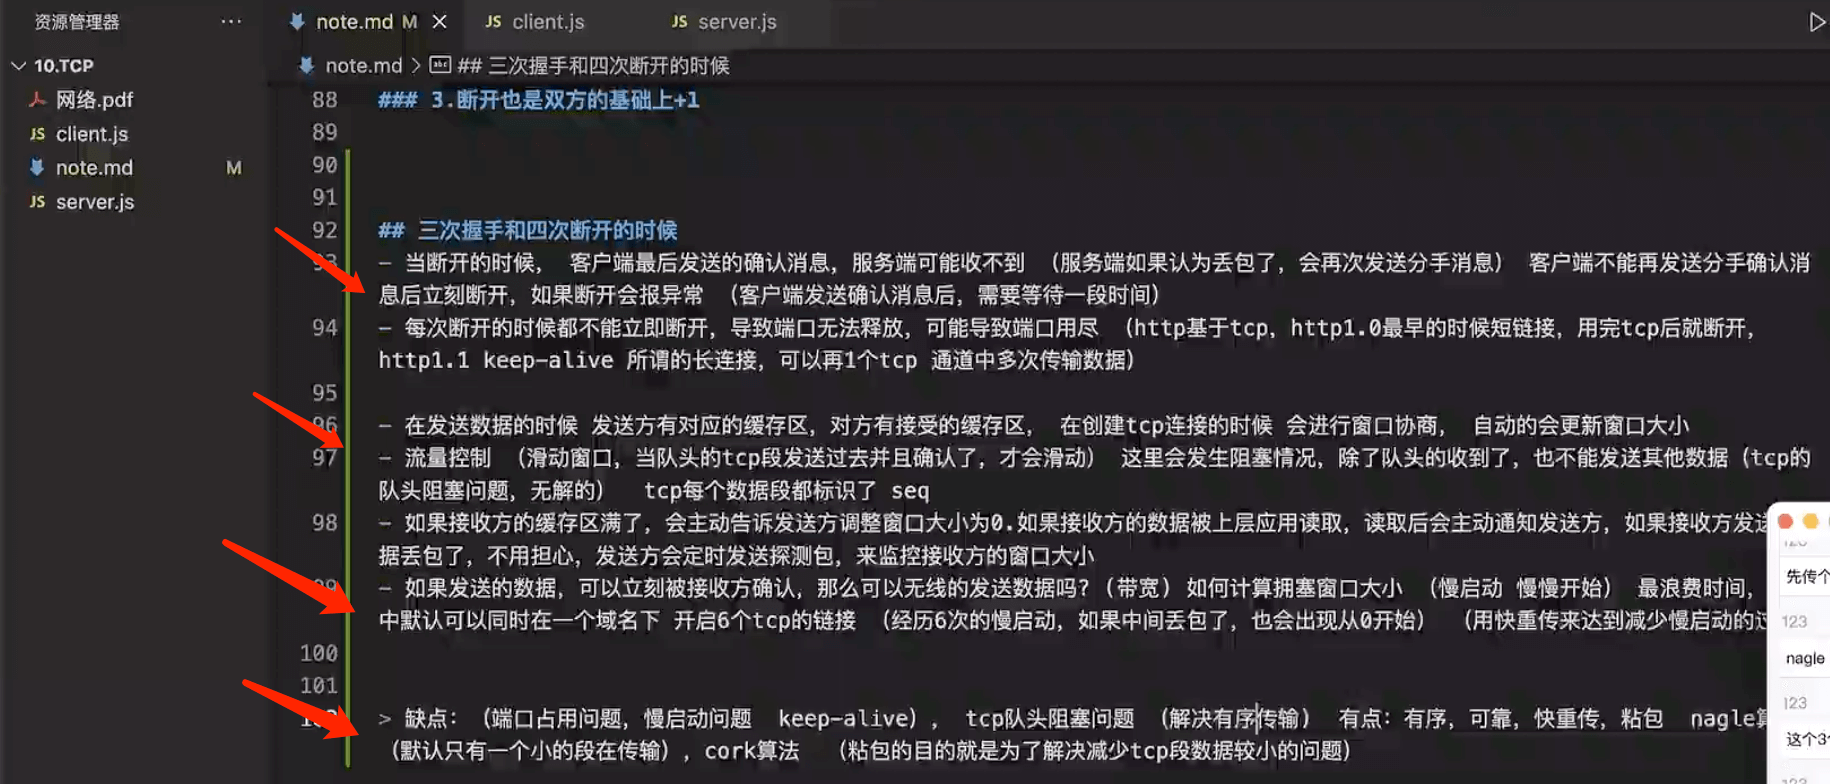 资源管理器 ···
note.md M × JS client.js JS server.js
10.TCP
note.md > ## 三次握手和四次断开的时候
网络.pdf
JS client.js
note.md M
JS server.js
88 ### 3.断开也是双方的基础上+1
89
90
91
92 ## 三次握手和四次断开的时候
93 - 当断开的时候, 客户端最后发送的确认消息,服务端可能收不到 （服务端如果认为丢包了,会再次发送分手消息） 客户端不能再发送分手确认消
息后立刻断开,如果断开会报异常 （客户端发送确认消息后,需要等待一段时间）
94 - 每次断开的时候都不能立即断开,导致端口无法释放,可能导致端口用尽 （http基于tcp, http1.0最早的时候短链接,用完tcp后就断开,
http1.1 keep-alive 所谓的长连接,可以再1个tcp 通道中多次传输数据）
95
96 - 在发送数据的时候 发送方有对应的缓存区,对方有接受的缓存区, 在创建tcp连接的时候 会进行窗口协商, 自动的会更新窗口大小
97 - 流量控制 （滑动窗口,当队头的tcp段发送过去并且确认了,才会滑动） 这里会发生阻塞情况,除了队头的收到了,也不能发送其他数据（tcp的
队头阻塞问题,无解的） tcp每个数据段都标识了 seq
98 - 如果接收方的缓存区满了,会主动告诉发送方调整窗口大小为0.如果接收方的数据被上层应用读取,读取后会主动通知发送方,如果接收方发送
据丢包了,不用担心,发送方会定时发送探测包,来监控接收方的窗口大小
99 - 如果发送的数据,可以立刻被接收方确认,那么可以无线的发送数据吗?（带宽）如何计算拥塞窗口大小 （慢启动 慢慢开始） 最浪费时间,
中默认可以同时在一个域名下 开启6个tcp的链接 （经历6次的慢启动,如果中间丢包了,也会出现从0开始） （用快重传来达到减少慢启动的过
100
101
102 > 缺点：（端口占用问题,慢启动问题 keep-alive）, tcp队头阻塞问题 （解决有序传输） 有点：有序,可靠,快重传,粘包 nagle算
（默认只有一个小的段在传输）, cork算法 （粘包的目的就是为了解决减少tcp段数据较小的问题）
先传个
123
nagle
123
这个3